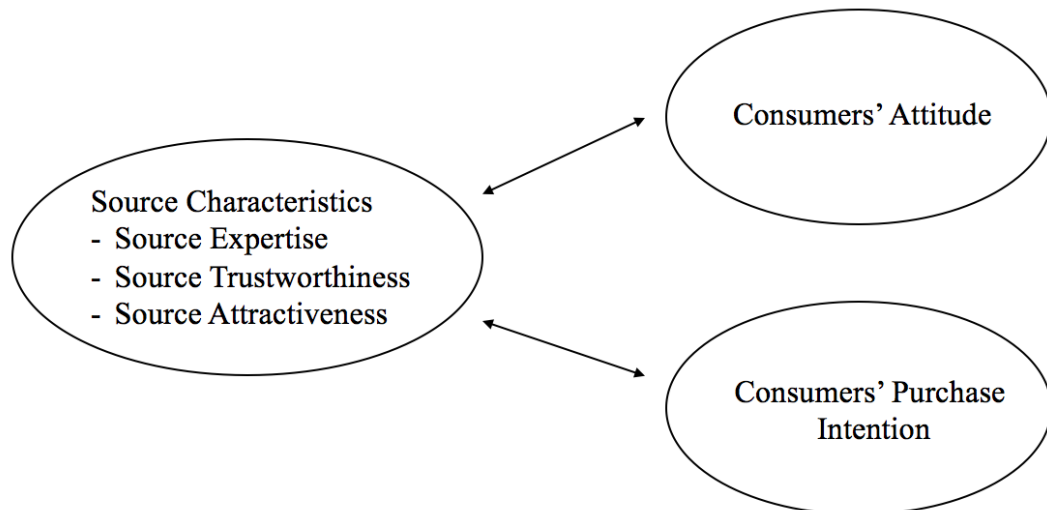 Consumers’ Attitude
Source Characteristics
- Source Expertise
- Source Trustworthiness
- Source Attractiveness
Consumers’ Purchase
Intention